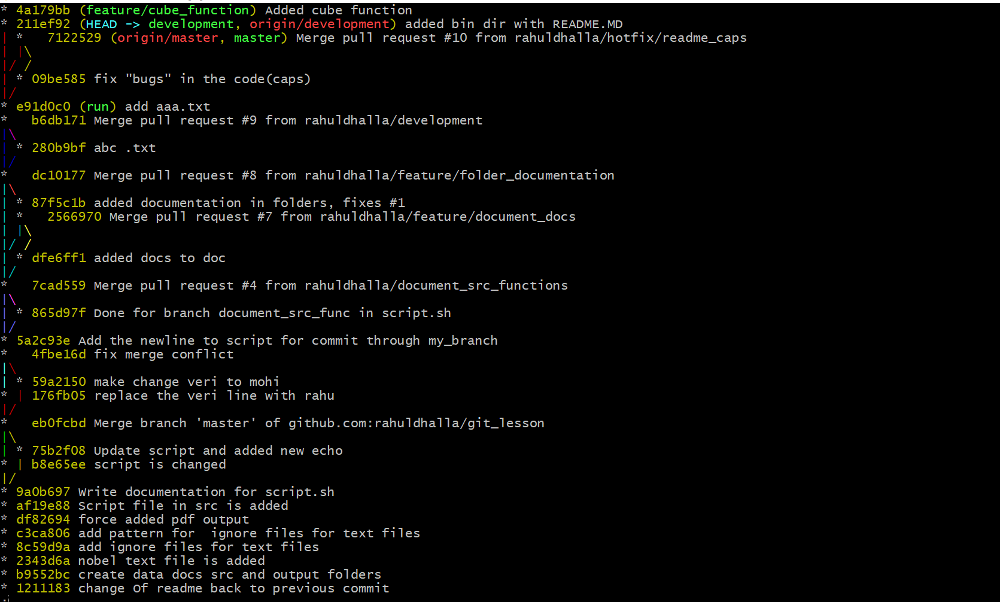 * 4a179bb (feature/cube_function) Added cube function
* 211ef92 (HEAD -> development, origin/development) added bin dir with README.MD
| *   7122529 (origin/master, master) Merge pull request #10 from rahuldhalla/hotfix/readme_caps
| |\
|/ /
| * 09be585 fix "bugs" in the code(caps)
|/
* e91d0c0 (run) add aaa.txt
*   b6db171 Merge pull request #9 from rahuldhalla/development
|\
| * 280b9bf abc .txt
|/
*   dc10177 Merge pull request #8 from rahuldhalla/feature/folder_documentation
|\
| * 87f5c1b added documentation in folders, fixes #1
| *   2566970 Merge pull request #7 from rahuldhalla/feature/document_docs
| |\
|/ /
| * dfe6ff1 added docs to doc
|/
*   7cad559 Merge pull request #4 from rahuldhalla/document_src_functions
|\
| * 865d97f Done for branch document_src_func in script.sh
|/
* 5a2c93e Add the newline to script for commit through my_branch
*   4fbe16d fix merge conflict
|\
| * 59a2150 make change veri to mohi
* | 176fb05 replace the veri line with rahu
|/
*   eb0fcbd Merge branch 'master' of github.com:rahuldhalla/git_lesson
|\
| * 75b2f08 Update script and added new echo
* | b8e65ee script is changed
|/
* 9a0b697 Write documentation for script.sh
* af19e88 Script file in src is added
* df82694 force added pdf output
* c3ca806 add pattern for  ignore files for text files
* 8c59d9a add ignore files for text files
* 2343d6a nobel text file is added
* b9552bc create data docs src and output folders
* 1211183 change Of readme back to previous commit
: